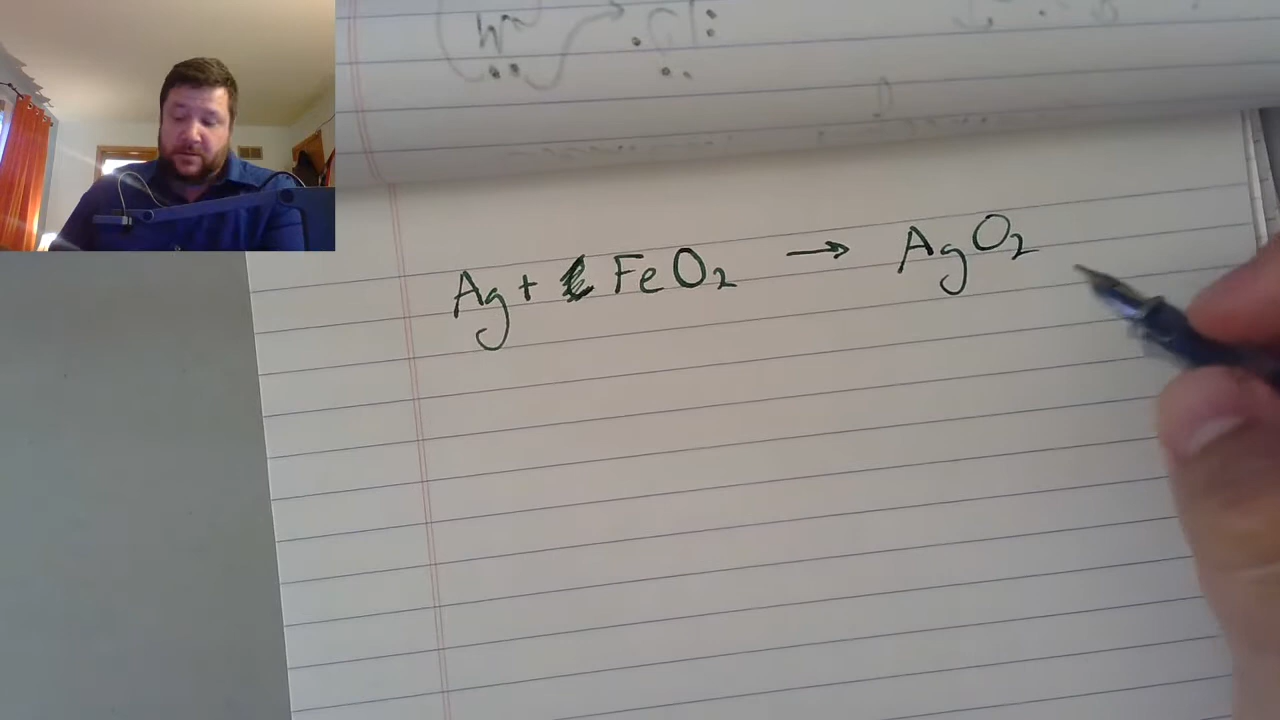 Ag + FeO₂ → AgO₂